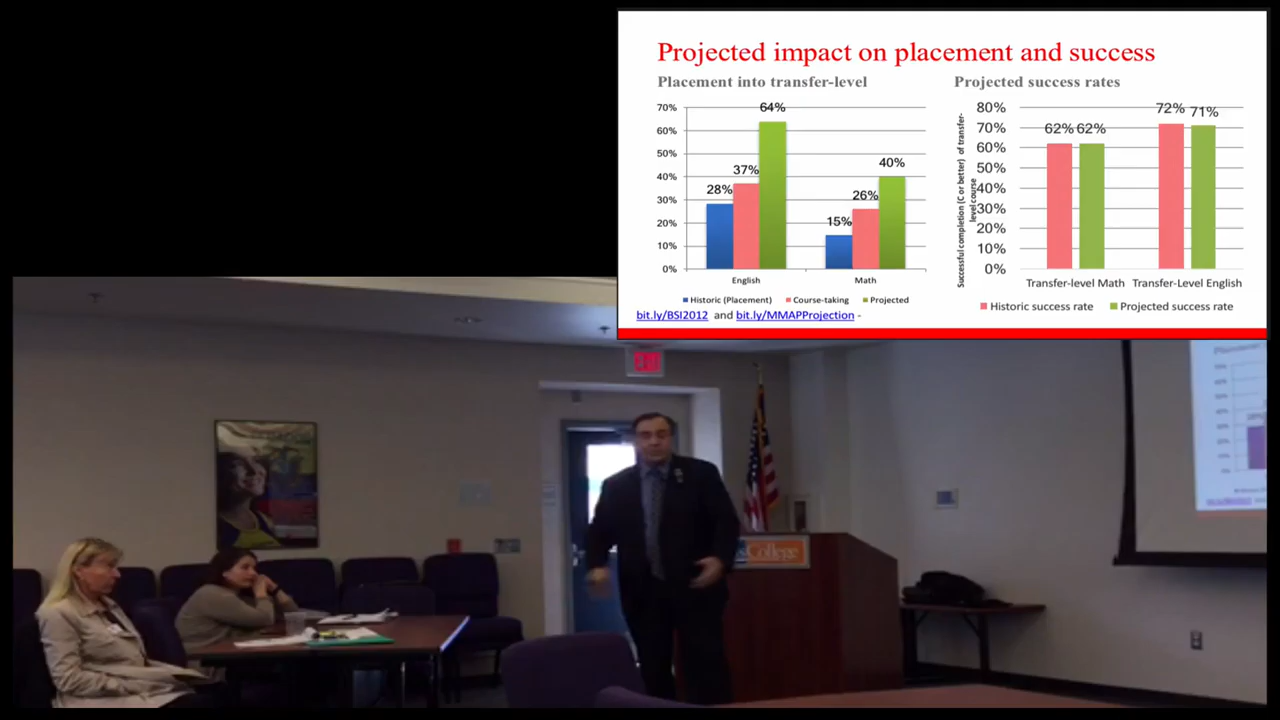 Projected impact on placement and success
Placement into transfer-level
70%
60%
50%
40%
30%
20%
10%
0%
28%
37%
64%
15%
26%
40%
English
Math
Historic (Placement)
Course-taking
Projected
Projected success rates
Successful completion (C or better) of transfer-
level course
80%
70%
60%
50%
40%
30%
20%
10%
0%
62%
62%
72%
71%
Transfer-level Math
Transfer-Level English
Historic success rate
Projected success rate
bit.ly/BSI2012 and bit.ly/MMAPProjection -
EXIT
College